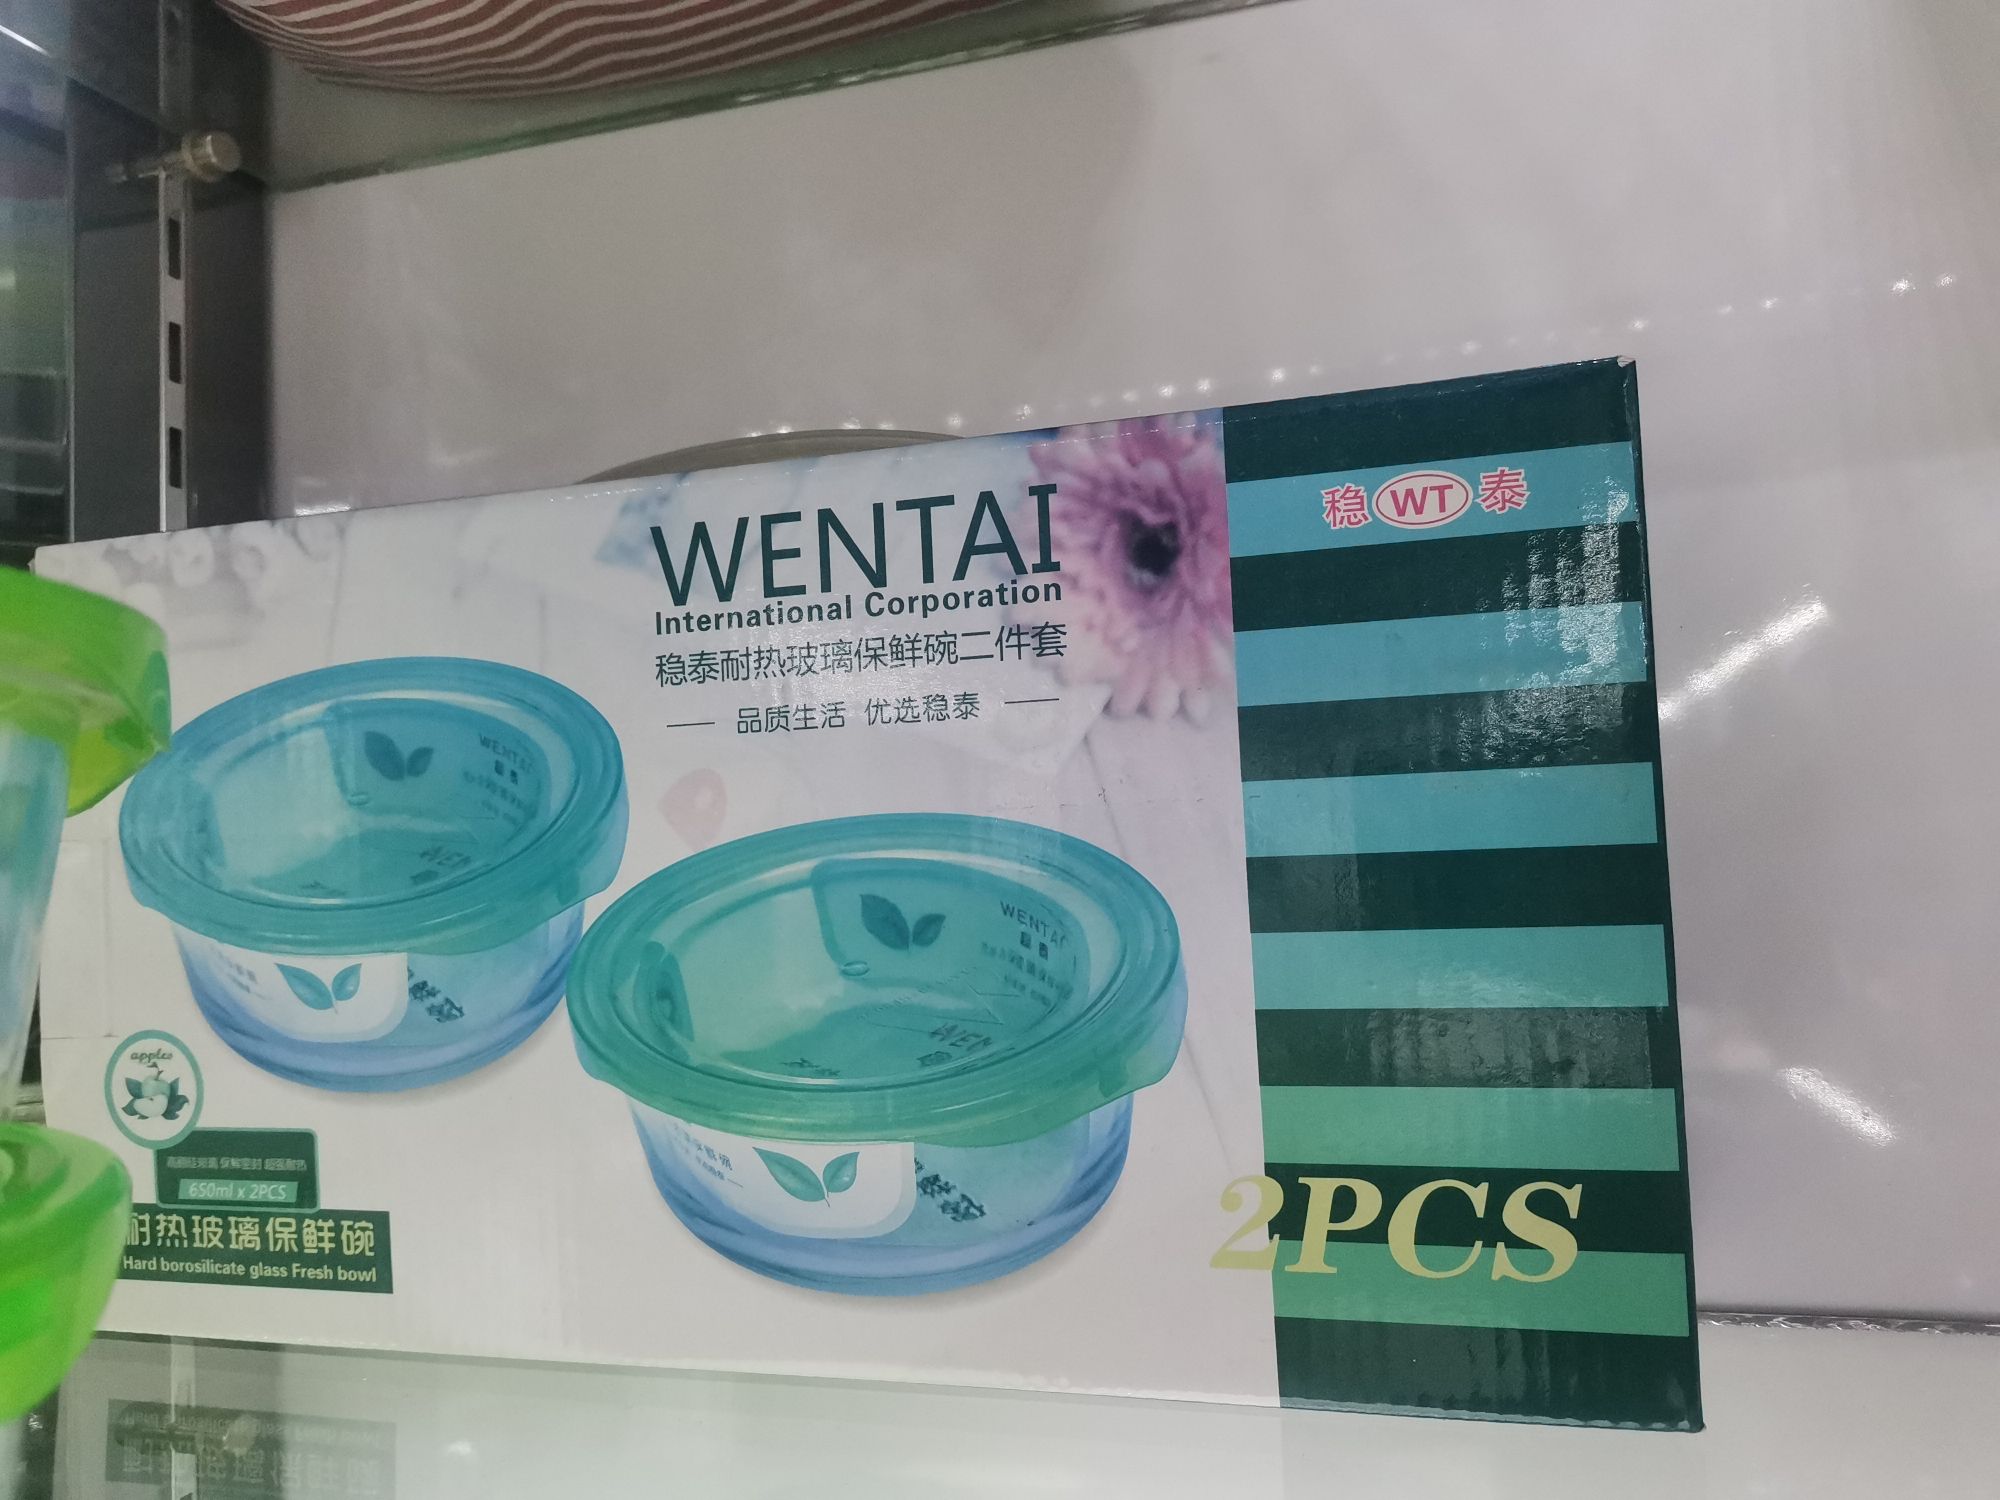 WENTAI
International Corporation
稳泰耐热玻璃保鲜碗二件套
品质生活 优选稳泰
稳 WT 泰
WENTAI
WENTAI
apples
650ml x 2PCS
耐热玻璃保鲜碗
Hard borosilicate glass Fresh bowl
2PCS